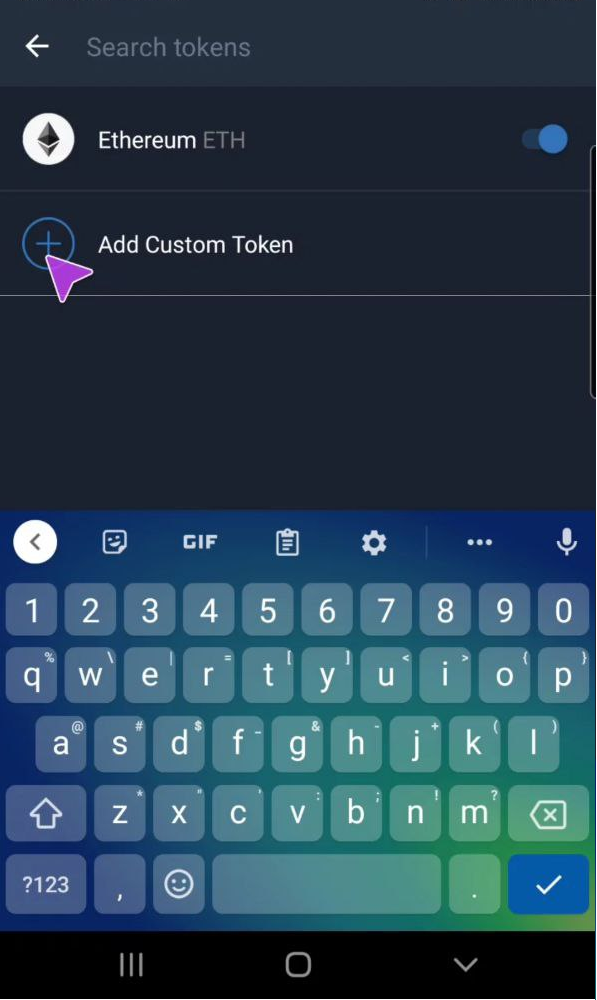 Search tokens
Ethereum ETH
Add Custom Token
GIF
1 2 3 4 5 6 7 8 9 0
q % w \ e | r = t [ y ] u < i > o { p }
a @ s # d $ f _ g & h - j + k ( l )
z * x " c ' v : b ; n ! m ?
?123 , .